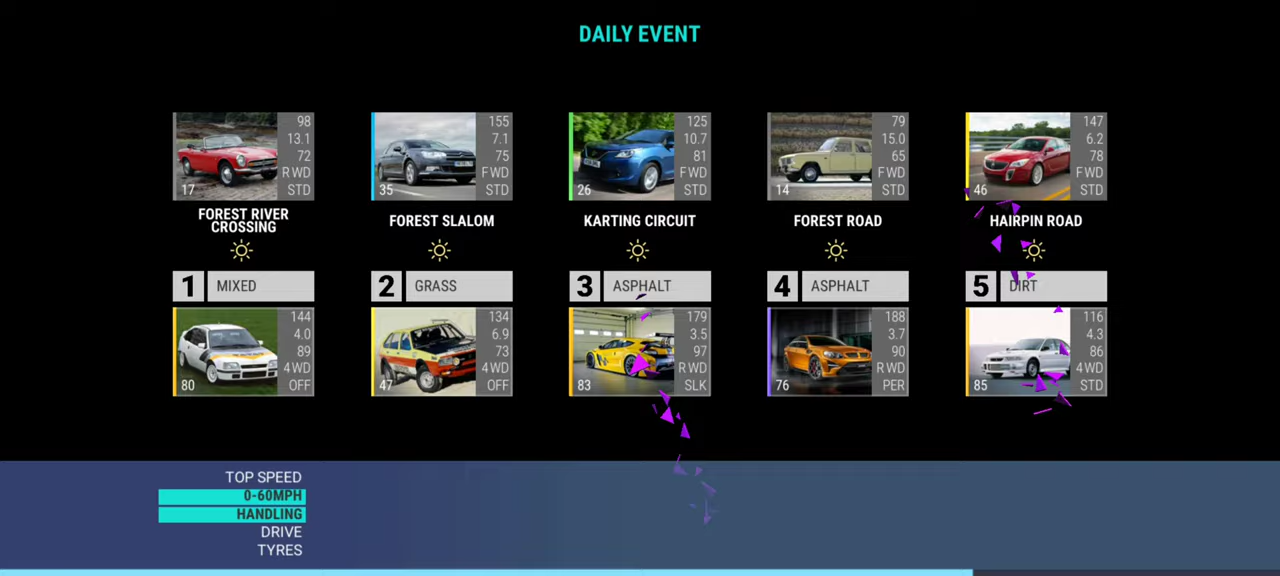 DAILY EVENT
98
13.1
72
RWD
STD
17
155
7.1
75
FWD
STD
35
125
10.7
81
FWD
STD
26
79
15.0
65
FWD
STD
14
147
6.2
78
FWD
STD
46
FOREST RIVER
CROSSING
FOREST SLALOM
KARTING CIRCUIT
FOREST ROAD
HAIRPIN ROAD
1 MIXED
2 GRASS
3 ASPHALT
4 ASPHALT
5 DIRT
144
4.0
89
4WD
OFF
80
134
6.9
73
4WD
OFF
47
179
3.5
97
RWD
SLK
83
188
3.7
90
RWD
PER
76
116
4.3
86
4WD
STD
85
TOP SPEED
0-60MPH
HANDLING
DRIVE
TYRES